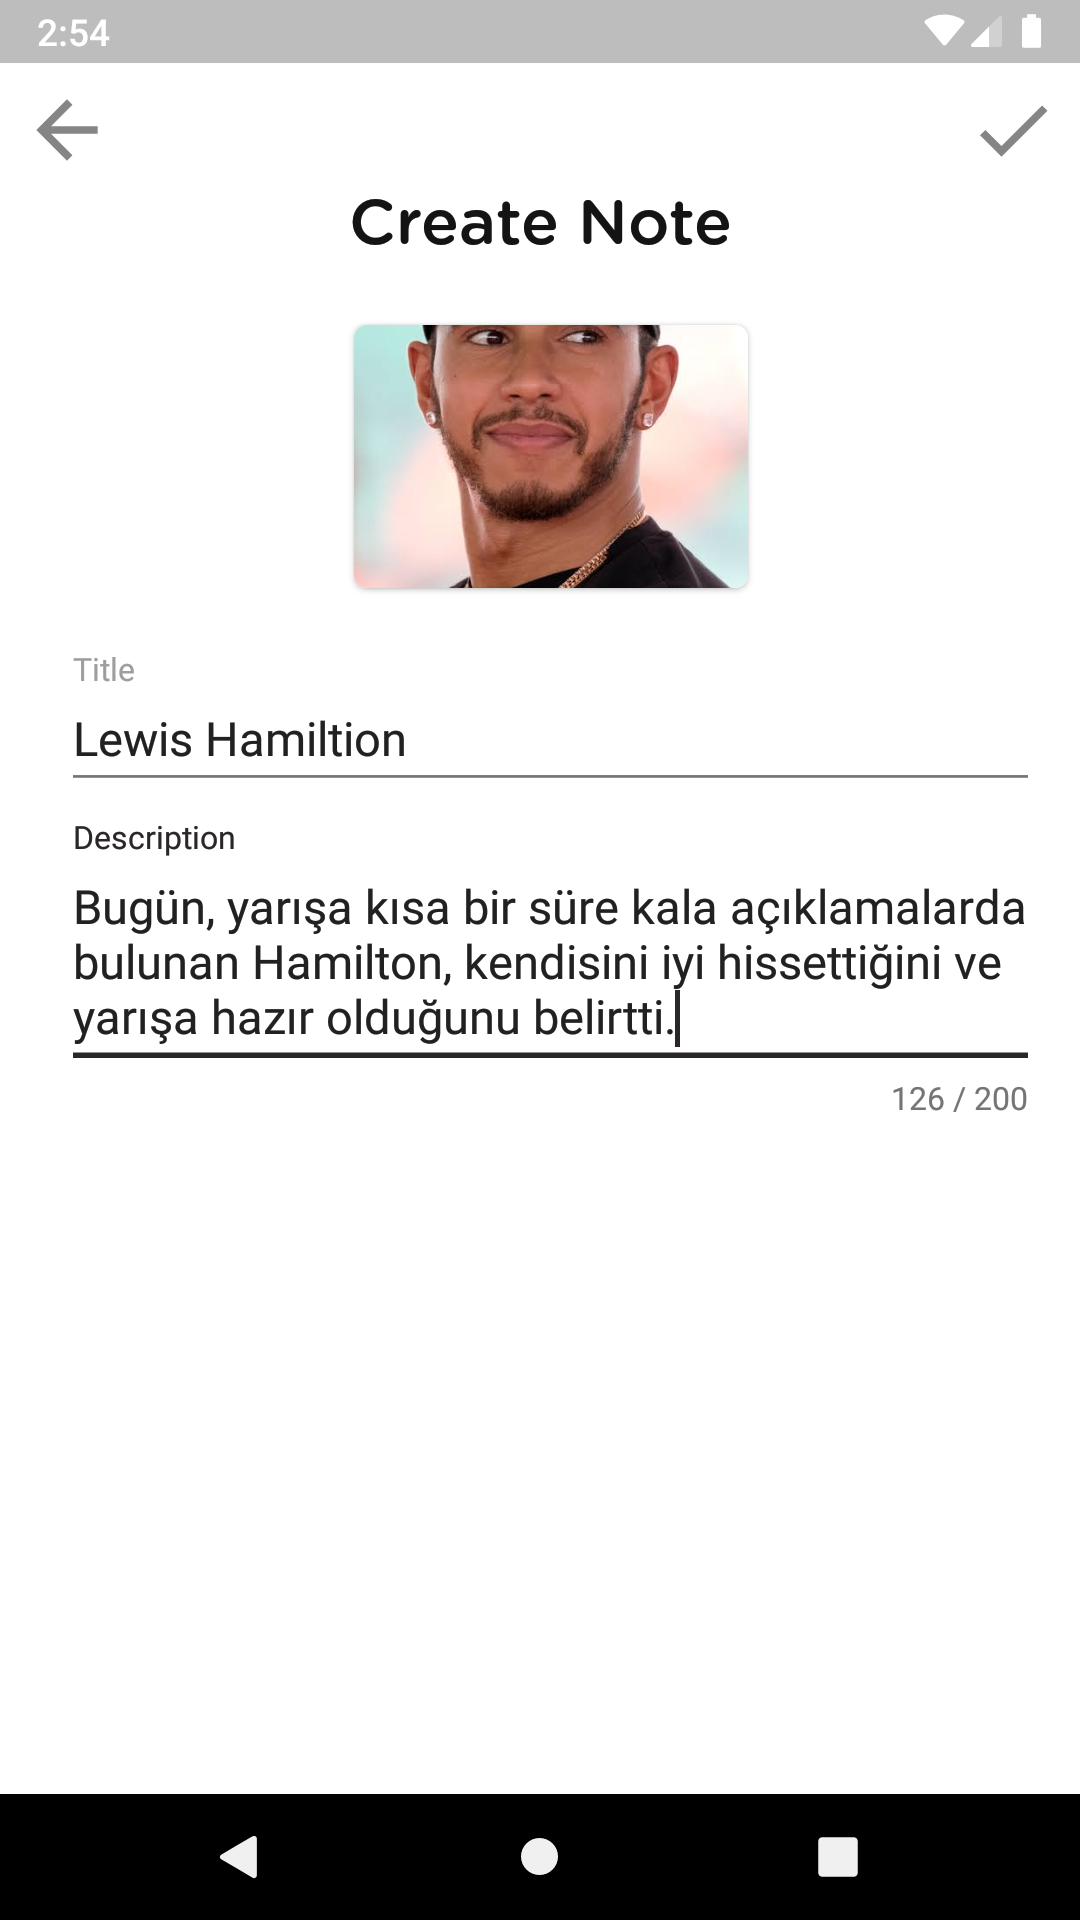 2:54
Create Note
Title
Lewis Hamiltion
Description
Bugün, yarışa kısa bir süre kala açıklamalarda
bulunan Hamilton, kendisini iyi hissettiğini ve
yarışa hazır olduğunu belirtti.
126 / 200